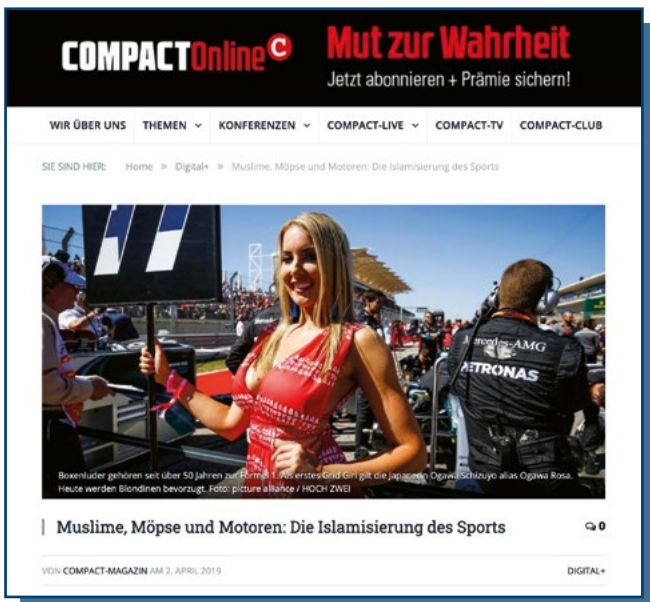 COMPACTOnline C
Mut zur Wahrheit
Jetzt abonnieren + Prämie sichern!
WIR ÜBER UNS THEMEN KONFERENZEN COMPACT-LIVE COMPACT-TV COMPACT-CLUB
SIE SIND HIER: Home » Digital+ » Muslime, Möpse und Motoren: Die Islamisierung des Sports
Mercedes-AMG
PETRONAS
Boxenluder gehören seit über 50 Jahren zur Formel 1. Als erstes Grid Girl gilt die Japanerin Ogawa Schizuyo alias Ogawa Rosa.
Heute werden Blondinen bevorzugt. Foto: picture alliance / HOCH ZWEI
Muslime, Möpse und Motoren: Die Islamisierung des Sports 0
VON COMPACT-MAGAZIN AM 2. APRIL 2019 DIGITAL+